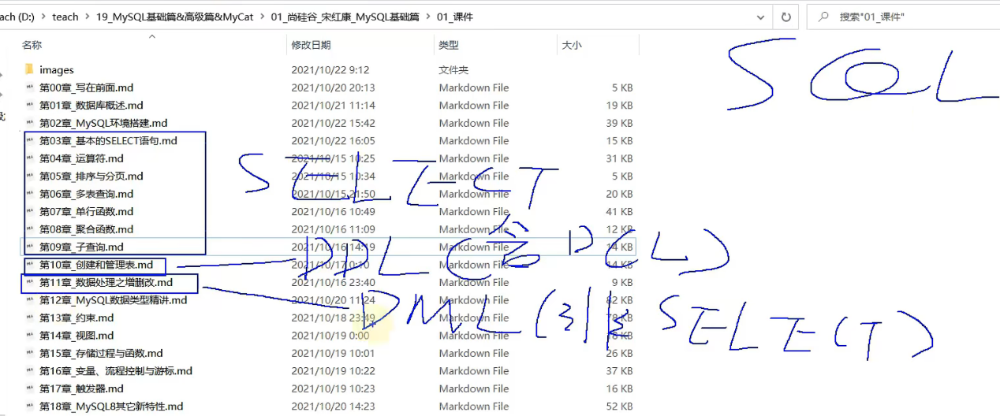 ach (D:) > teach > 19_MySQL基础篇&高级篇&MyCat > 01_尚硅谷_宋红康_MySQL基础篇 > 01_课件 搜索"01_课件"
名称 修改日期 类型 大小
SQL
images 2021/10/22 9:12 文件夹
第00章_写在前面.md 2021/10/20 20:13 Markdown File 5 KB
第01章_数据库概述.md 2021/10/21 11:14 Markdown File 19 KB
第02章_MySQL环境搭建.md 2021/10/22 15:42 Markdown File 39 KB
第03章_基本的SELECT语句.md 2021/10/22 16:05 Markdown File 15 KB
第04章_运算符.md 2021/10/15 10:25 Markdown File 31 KB
第05章_排序与分页.md 2021/10/15 10:34 Markdown File 5 KB
SELECT
第06章_多表查询.md 2021/10/15 21:50 Markdown File 20 KB
第07章_单行函数.md 2021/10/16 10:49 Markdown File 41 KB
第08章_聚合函数.md 2021/10/16 11:09 Markdown File 12 KB
第09章_子查询.md 2021/10/16 14:19 Markdown File 14 KB
DDL(含DCL)
第10章_创建和管理表.md 2021/10/17 0:10 Markdown File 14 KB
第11章_数据处理之增删改.md 2021/10/16 23:40 Markdown File 9 KB
第12章_MySQL数据类型精讲.md 2021/10/20 11:24 Markdown File 82 KB
DML( SELECT)
第13章_约束.md 2021/10/18 23:49 Markdown File 78 KB
第14章_视图.md 2021/10/19 0:00 Markdown File 18 KB
第15章_存储过程与函数.md 2021/10/19 10:01 Markdown File 26 KB
第16章_变量、流程控制与游标.md 2021/10/19 10:22 Markdown File 37 KB
第17章_触发器.md 2021/10/19 10:23 Markdown File 16 KB
第18章_MySQL8其它新特性.md 2021/10/20 14:23 Markdown File 52 KB